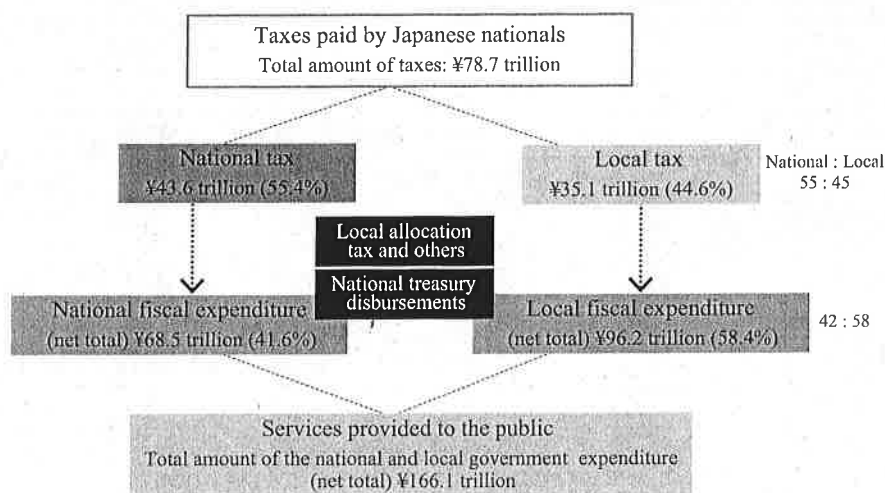 Taxes paid by Japanese nationals
Total amount of taxes: ¥78.7 trillion
National tax
¥43.6 trillion (55.4%)
Local tax
¥35.1 trillion (44.6%)
National : Local
55 : 45
Local allocation
tax and others
National treasury
disbursements
National fiscal expenditure
(net total) ¥68.5 trillion (41.6%)
Local fiscal expenditure
(net total) ¥96.2 trillion (58.4%)
42 : 58
Services provided to the public
Total amount of the national and local government expenditure
(net total) ¥166.1 trillion